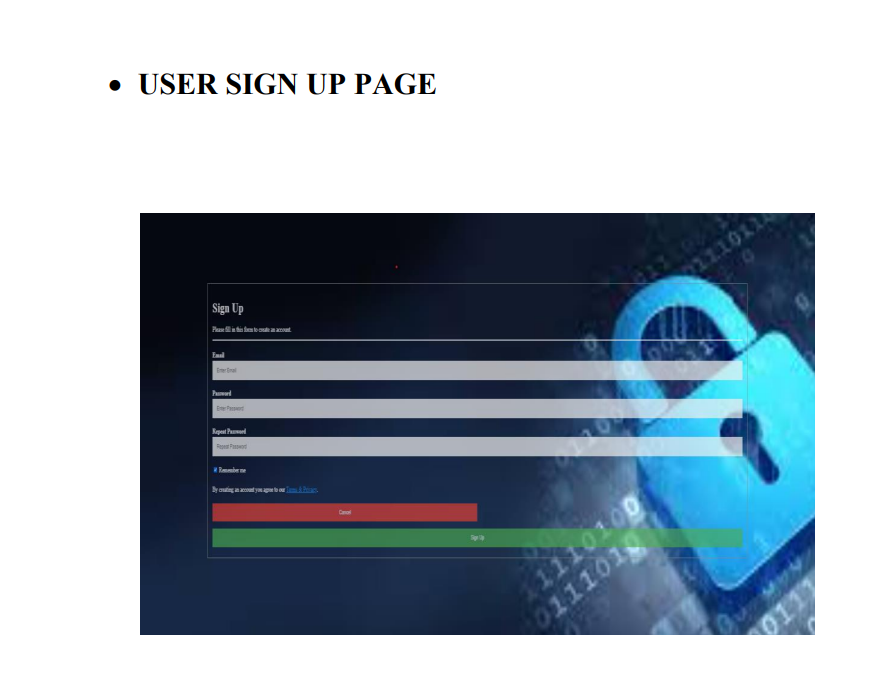 • USER SIGN UP PAGE
Sign Up
Please fill in this form to create an account.
Email
Enter Email
Password
Enter Password
Repeat Password
Repeat Password
Remember me
By creating an account you agree to our Terms & Privacy.
Cancel
Sign Up